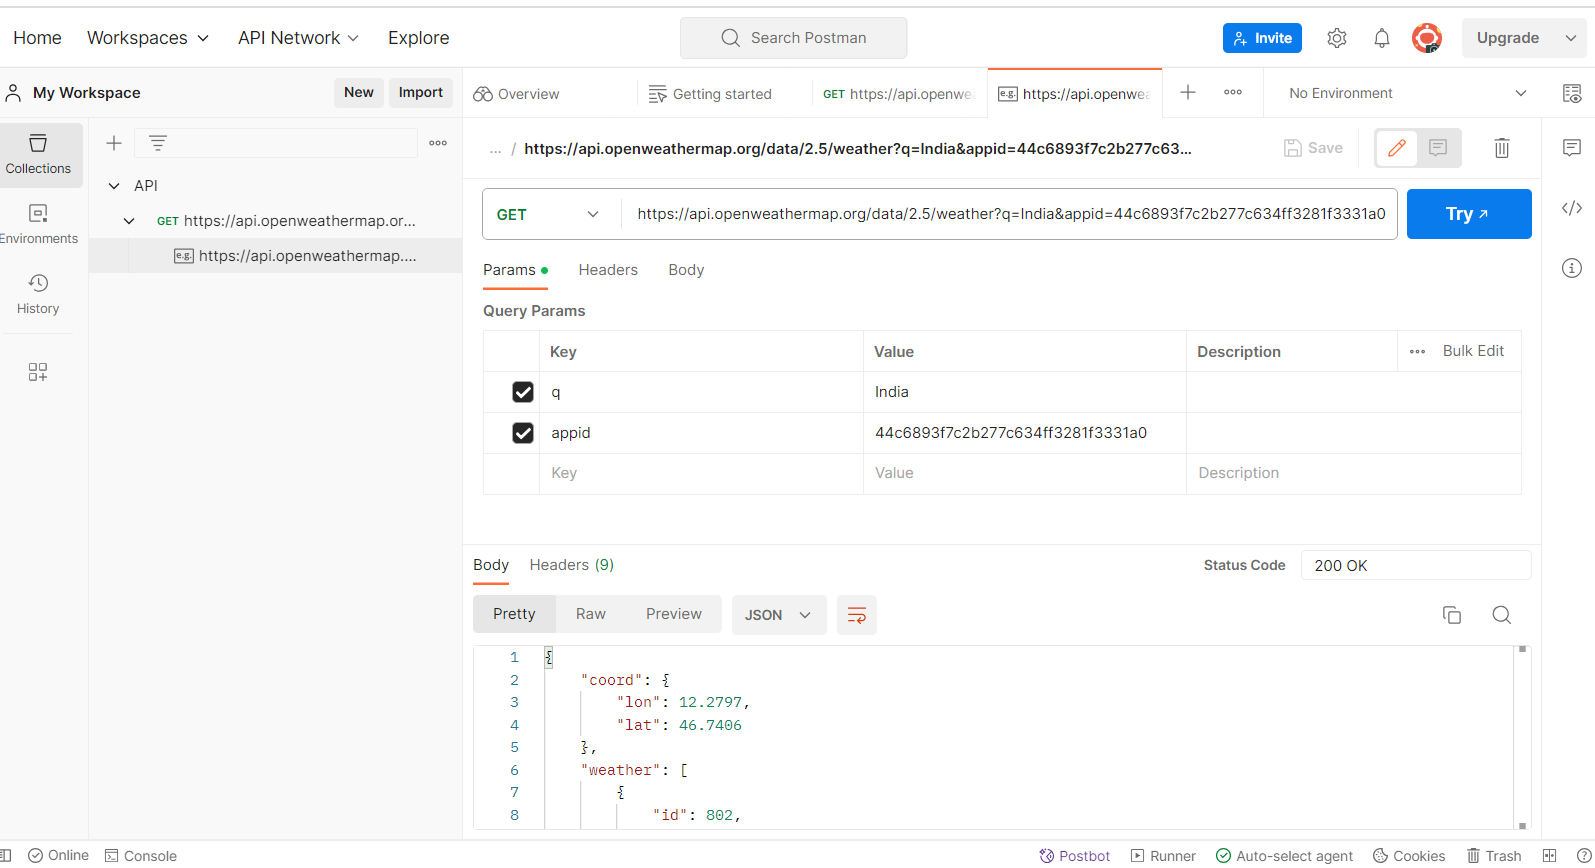 Home Workspaces API Network Explore Search Postman Invite Upgrade
My Workspace New Import Overview Getting started GET https://api.openwea https://api.openwea No Environment
Collections
Environments
History
API
GET https://api.openweathermap.or...
e.g. https://api.openweathermap....
... / https://api.openweathermap.org/data/2.5/weather?q=India&appid=44c6893f7c2b277c63... Save
GET https://api.openweathermap.org/data/2.5/weather?q=India&appid=44c6893f7c2b277c634ff3281f3331a0 Try
Params Headers Body
Query Params
Key Value Description Bulk Edit
q India
appid 44c6893f7c2b277c634ff3281f3331a0
Key Value Description
Body Headers (9) Status Code 200 OK
Pretty Raw Preview JSON
1 {
2 "coord": {
3 "lon": 12.2797,
4 "lat": 46.7406
5 },
6 "weather": [
7 {
8 "id": 802,
Online Console Postbot Runner Auto-select agent Cookies Trash